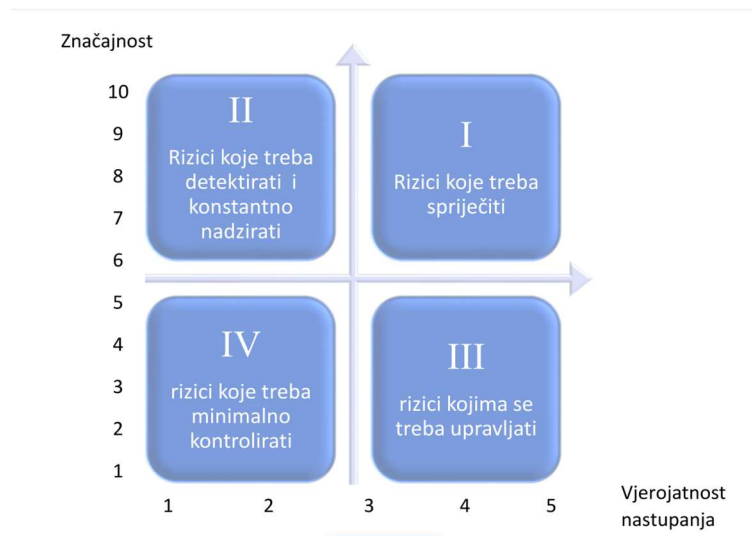 Značajnost
10
9
8
7
6
5
4
3
2
1
II
Rizici koje treba
detektirati i
konstantno
nadzirati
I
Rizici koje treba
spriječiti
IV
rizici koje treba
minimalno
kontrolirati
III
rizici kojima se
treba upravljati
1 2 3 4 5
Vjerojatnost
nastupanja